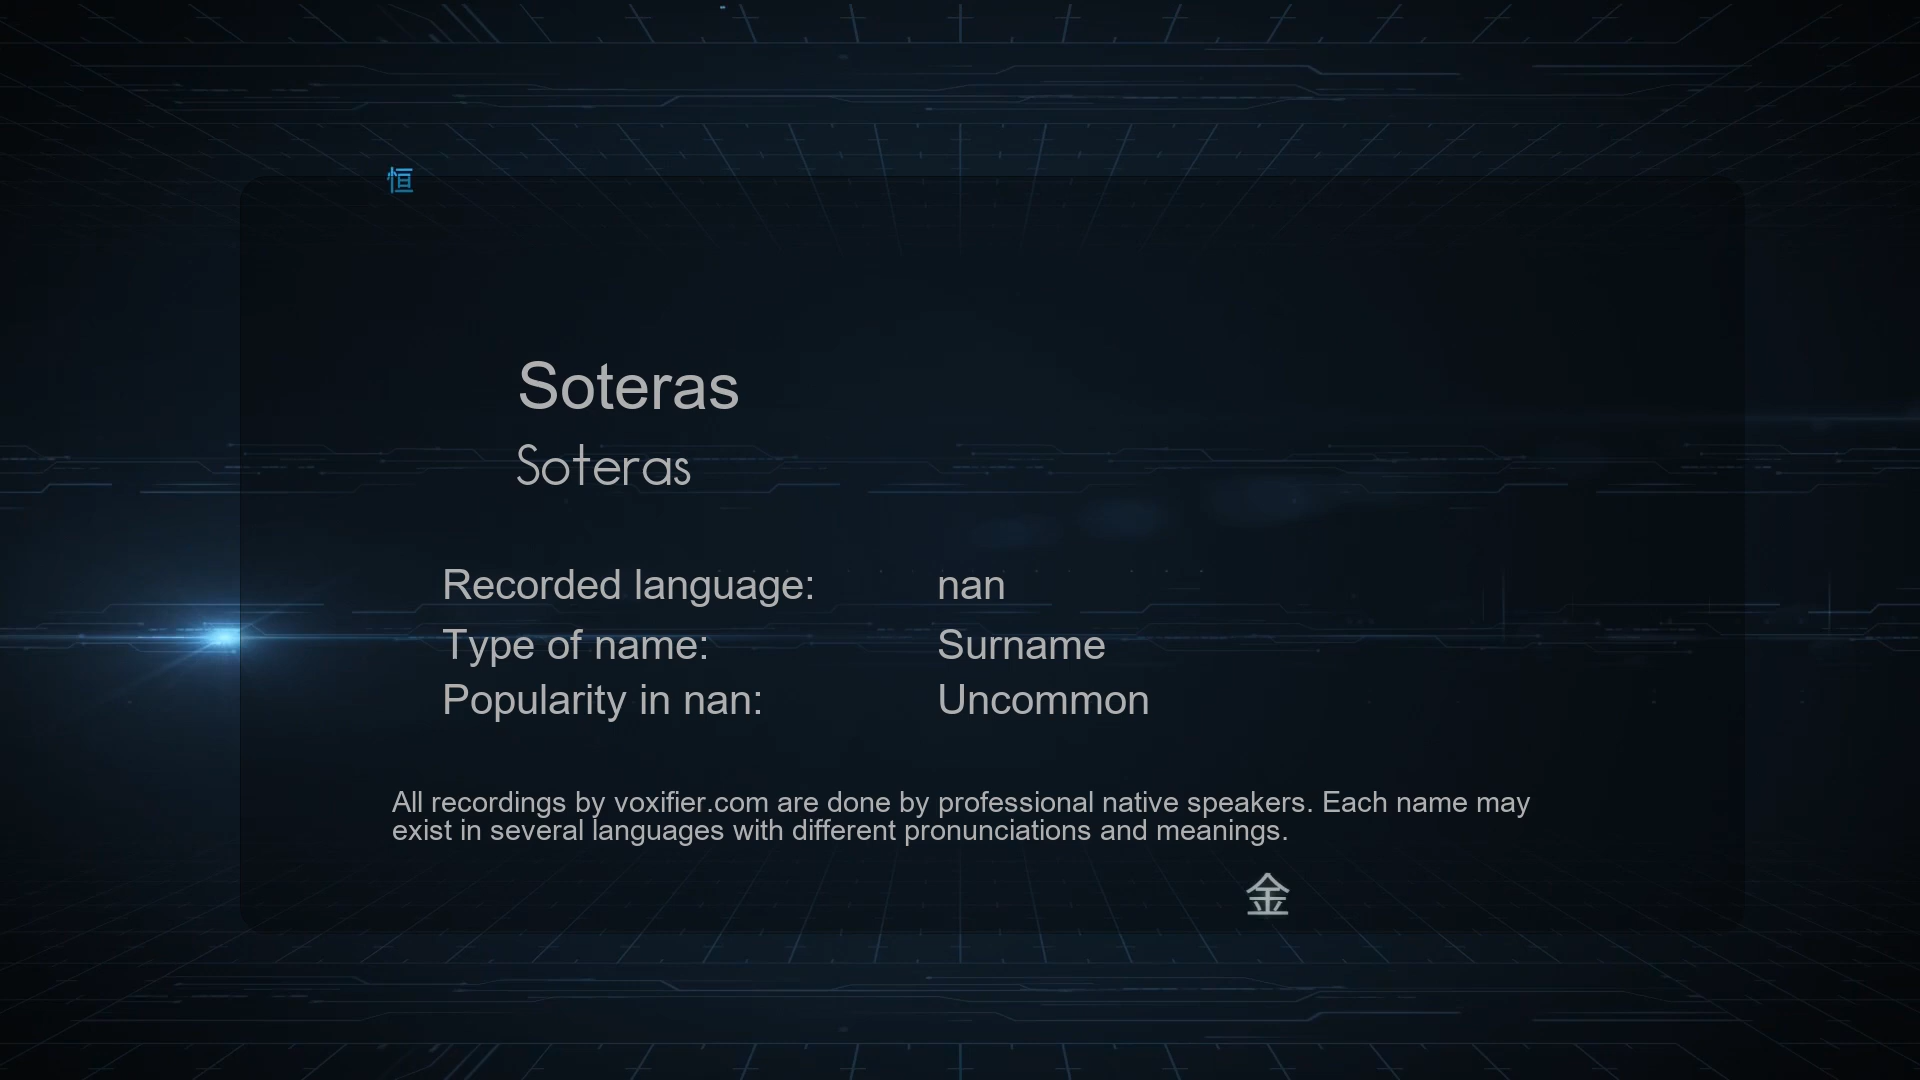 恒
Soteras
Soteras
Recorded language: nan
Type of name: Surname
Popularity in nan: Uncommon
All recordings by voxifier.com are done by professional native speakers. Each name may
exist in several languages with different pronunciations and meanings.
金